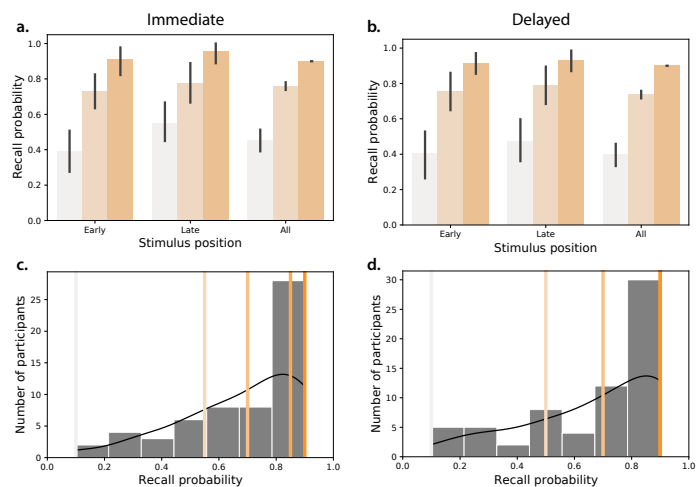 Immediate
Delayed
a.
b.
Recall probability
1.0
0.8
0.6
0.4
0.2
0.0
Early Late All
Stimulus position
Recall probability
1.0
0.8
0.6
0.4
0.2
0.0
Early Late All
Stimulus position
c.
d.
Number of participants
25
20
15
10
5
0
0.0 0.2 0.4 0.6 0.8 1.0
Recall probability
Number of participants
30
25
20
15
10
5
0
0.0 0.2 0.4 0.6 0.8 1.0
Recall probability